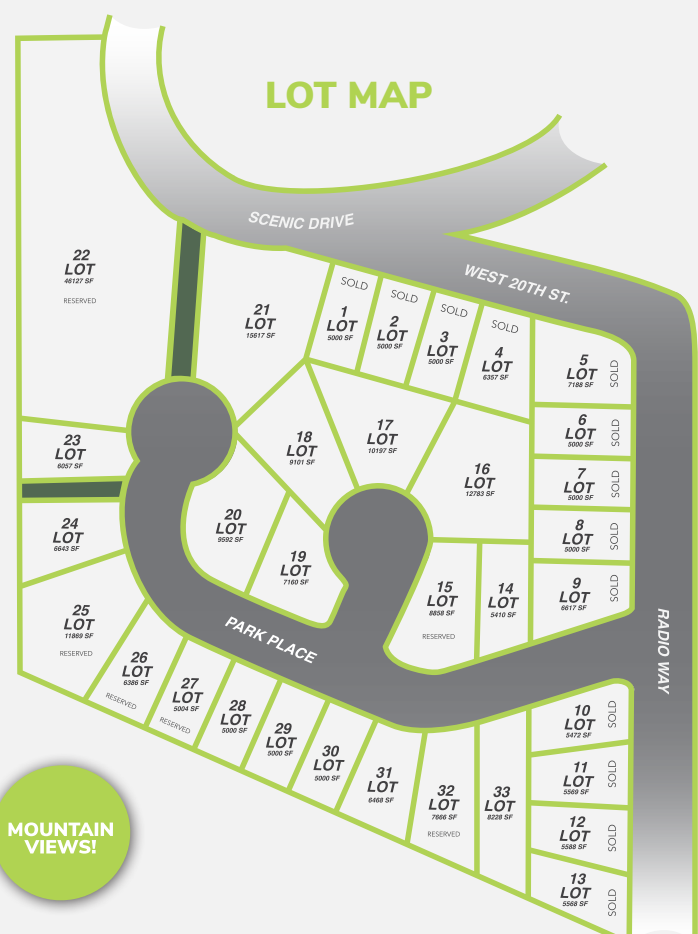 LOT MAP
SCENIC DRIVE
WEST 20TH ST.
22
LOT
46127 SF
RESERVED
21
LOT
15617 SF
SOLD
1
LOT
5000 SF
SOLD
2
LOT
5000 SF
SOLD
3
LOT
5000 SF
SOLD
4
LOT
6357 SF
5
LOT
7188 SF
SOLD
6
LOT
5000 SF
SOLD
7
LOT
5000 SF
SOLD
8
LOT
5000 SF
SOLD
9
LOT
6617 SF
SOLD
23
LOT
6057 SF
18
LOT
9101 SF
17
LOT
10197 SF
16
LOT
12783 SF
24
LOT
6643 SF
20
LOT
9592 SF
19
LOT
7160 SF
15
LOT
8858 SF
RESERVED
14
LOT
5410 SF
25
LOT
11869 SF
RESERVED
PARK PLACE
RADIO WAY
26
LOT
6386 SF
RESERVED
27
LOT
5004 SF
RESERVED
28
LOT
5000 SF
29
LOT
5000 SF
30
LOT
5000 SF
31
LOT
6468 SF
32
LOT
7666 SF
RESERVED
33
LOT
8228 SF
10
LOT
5472 SF
SOLD
11
LOT
5569 SF
SOLD
12
LOT
5588 SF
SOLD
13
LOT
5568 SF
SOLD
MOUNTAIN
VIEWS!